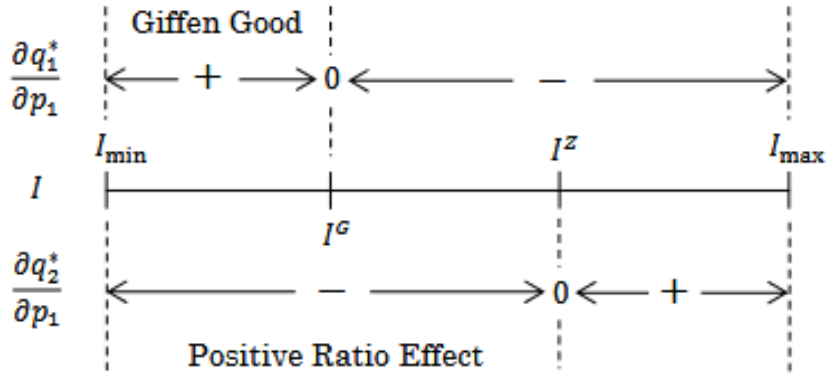 Giffen Good
∂q₁*/∂p₁ + 0 −
I_min I^Z I_max
I
I^G
∂q₂*/∂p₁ − 0 +
Positive Ratio Effect